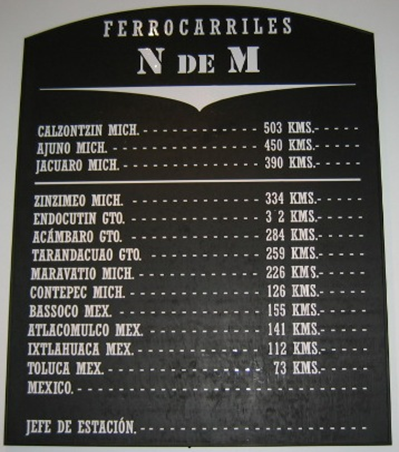 FERROCARRILES
N DE M
CALZONTZIN MICH. - - - - - - - - - - - - - - 503 KMS.- - - - -
AJUNO MICH. - - - - - - - - - - - - - - 450 KMS.- - - - -
JACUARO MICH. - - - - - - - - - - - - - - 390 KMS.- - - - -
ZINZIMEO MICH. - - - - - - - - - - - - - - 334 KMS.- - - - -
ENDOCUTIN GTO. - - - - - - - - - - - - - - 3 2 KMS.- - - - -
ACÁMBARO GTO. - - - - - - - - - - - - - - 284 KMS.- - - - -
TARANDACUAO GTO. - - - - - - - - - - - - 259 KMS.- - - - -
MARAVATIO MICH. - - - - - - - - - - - - - 226 KMS.- - - - -
CONTEPEC MICH. - - - - - - - - - - - - - - 126 KMS.- - - - -
BASSOCO MEX. - - - - - - - - - - - - - - - 155 KMS.- - - - -
ATLACOMULCO MEX. - - - - - - - - - - - - 141 KMS.- - - - -
IXTLAHUACA MEX. - - - - - - - - - - - - - 112 KMS.- - - - -
TOLUCA MEX. - - - - - - - - - - - - - - - - 73 KMS.- - - - -
MEXICO. - - - - - - - - - - - - - - - - - - - - - - - - - - - -
JEFE DE ESTACIÓN. - - - - - - - - - - - - - - - - - - - - - -